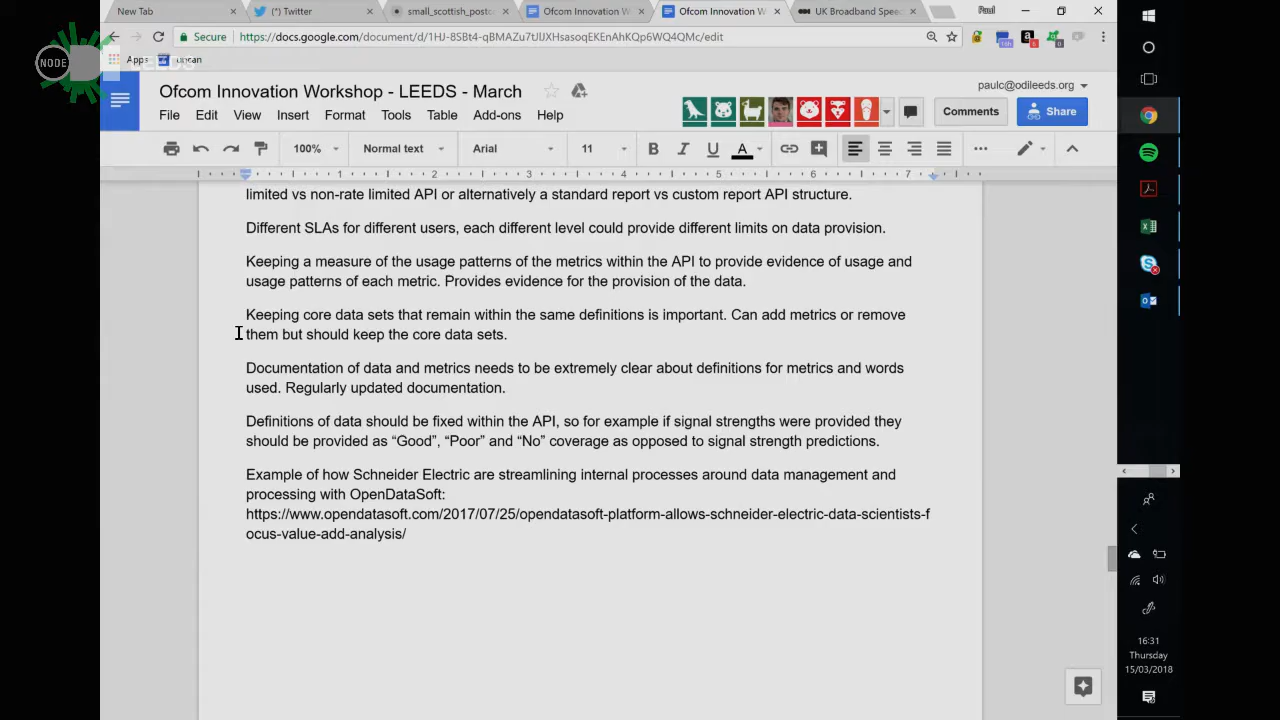 New Tab
(*) Twitter
small_scottish_postc
Ofcom Innovation W
Ofcom Innovation W
UK Broadband Spee
Paul
NODE
Secure
https://docs.google.com/document/d/1HJ-8SBt4-qBMAZu7tUXHsasoqEKEnAhKQp6WQ4QMc/edit
Apps
Ofcom Innovation Workshop - LEEDS - March
paulc@odileeds.org
File Edit View Insert Format Tools Table Add-ons Help
Comments
Share
100% Normal text Arial 11 B I U A
1 2 3 4 5 6 7
limited vs non-rate limited API or alternatively a standard report vs custom report API structure.
Different SLAs for different users, each different level could provide different limits on data provision.
Keeping a measure of the usage patterns of the metrics within the API to provide evidence of usage and
usage patterns of each metric. Provides evidence for the provision of the data.
Keeping core data sets that remain within the same definitions is important. Can add metrics or remove
them but should keep the core data sets.
Documentation of data and metrics needs to be extremely clear about definitions for metrics and words
used. Regularly updated documentation.
Definitions of data should be fixed within the API, so for example if signal strengths were provided they
should be provided as “Good”, “Poor” and “No” coverage as opposed to signal strength predictions.
Example of how Schneider Electric are streamlining internal processes around data management and
processing with OpenDataSoft:
https://www.opendatasoft.com/2017/07/25/opendatasoft-platform-allows-schneider-electric-data-scientists-f
ocus-value-add-analysis/
16:31
Thursday
15/03/2018